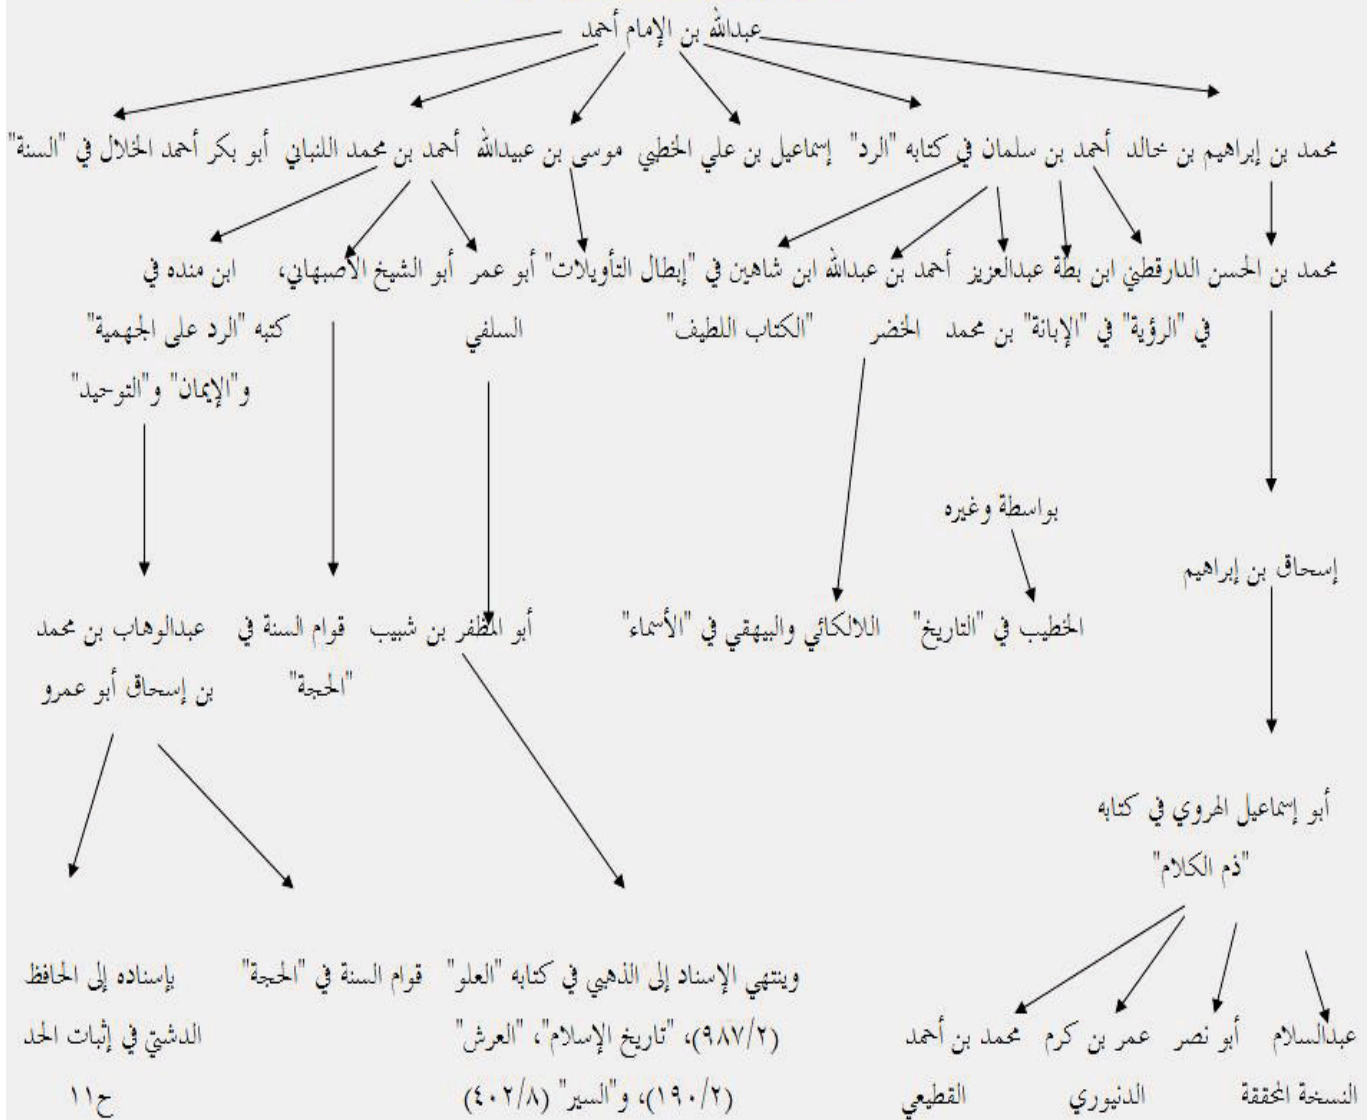 عبدالله بن الإمام أحمد
محمد بن إبراهيم بن خالد أحمد بن سلمان في كتابه "الرد" إسماعيل بن علي الخطبي موسى بن عبيدالله أحمد بن محمد اللنباني أبو بكر أحمد الخلال في "السنة"
محمد بن الحسن الدارقطني ابن بطة عبدالعزيز أحمد بن عبدالله ابن شاهين في "إبطال التأويلات" أبو عمر أبو الشيخ الأصبهاني، ابن منده في
في "الرؤية" في "الإبانة" بن محمد الخضر "الكتاب اللطيف" السلفي كتبه "الرد على الجهمية"
و"الإيمان" و"التوحيد"
بواسطة وغيره
إسحاق بن إبراهيم
الخطيب في "التاريخ" اللالكائي والبيهقي في "الأسماء" أبو المظفر بن شبيب قوام السنة في عبدالوهاب بن محمد
"الحجة" بن إسحاق أبو عمرو
أبو إسماعيل الهروي في كتابه
"ذم الكلام"
وينتهي الإسناد إلى الذهبي في كتابه "العلو" قوام السنة في "الحجة" بإسناده إلى الحافظ
عبدالسلام أبو نصر عمر بن كرم محمد بن أحمد (٩٨٧/٢)، "تاريخ الإسلام"، "العرش" الدشتي في إثبات الحد
النسخة المحققة الدنيوري القطيعي (١٩٠/٢)، و"السير" (٤٠٢/٨) ح١١